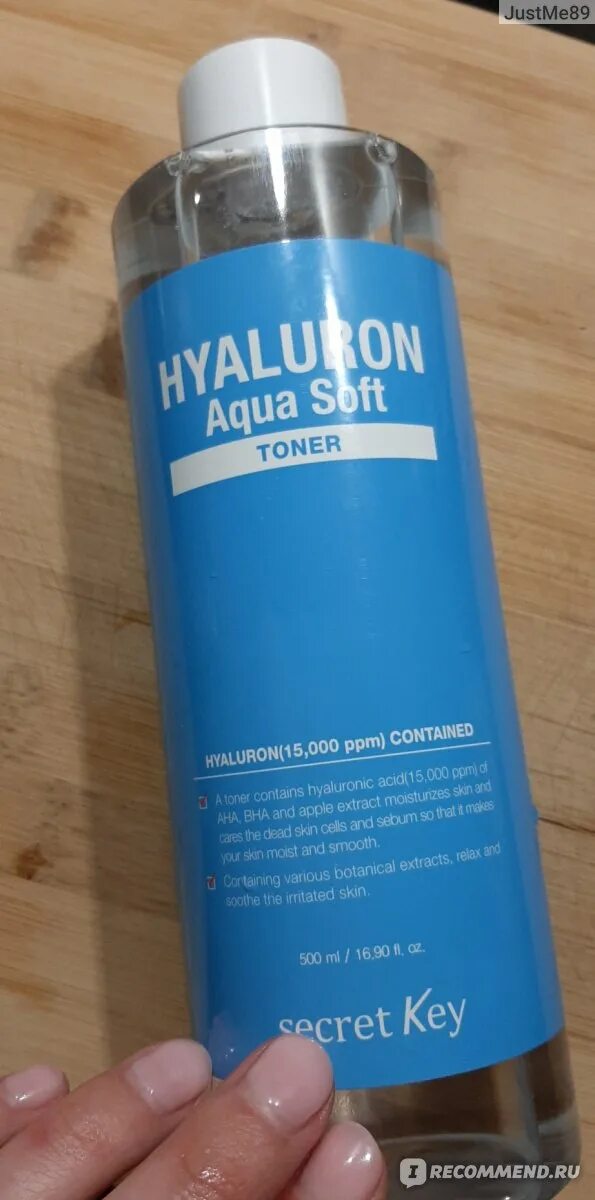 JustMe89
HYALURON
Aqua Soft
TONER
HYALURON(15,000 ppm) CONTAINED
A toner contains hyaluronic acid(15,000 ppm) of
AHA, BHA and apple extract moisturizes skin and
cares the dead skin cells and sebum so that it makes
your skin moist and smooth.
Containing various botanical extracts, relax and
soothe the irritated skin.
500 ml / 16.90 fl. oz.
secret Key
IRECOMMEND.RU